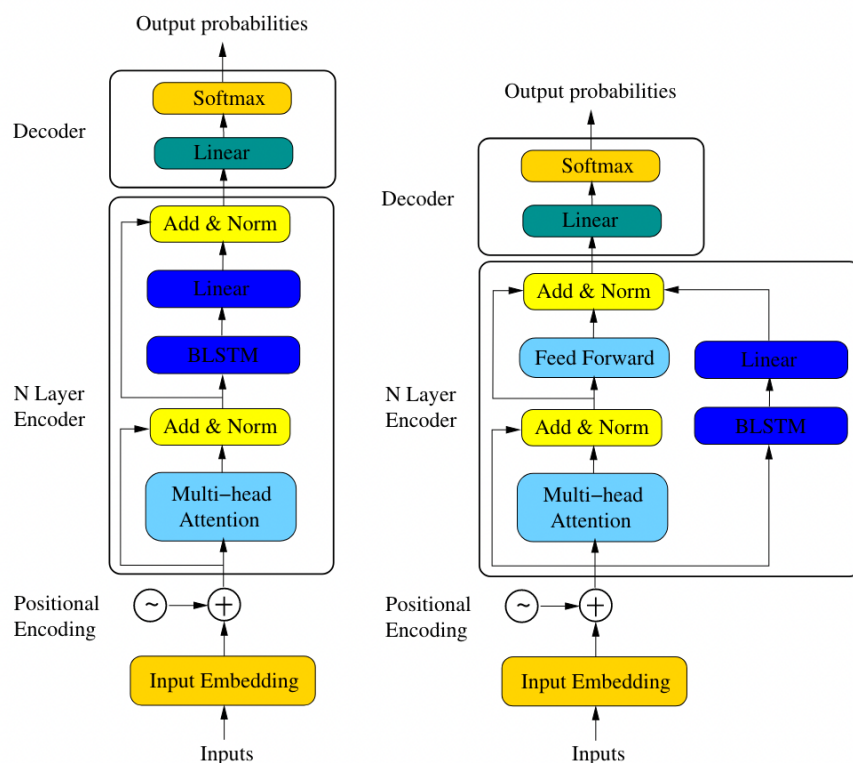 Output probabilities
Softmax
Decoder
Linear
Add & Norm
Linear
BLSTM
N Layer
Encoder
Add & Norm
Multi−head
Attention
Positional
Encoding
~
+
Input Embedding
Inputs
Output probabilities
Softmax
Decoder
Linear
Add & Norm
Feed Forward
Linear
N Layer
Encoder
Add & Norm
BLSTM
Multi−head
Attention
Positional
Encoding
~
+
Input Embedding
Inputs